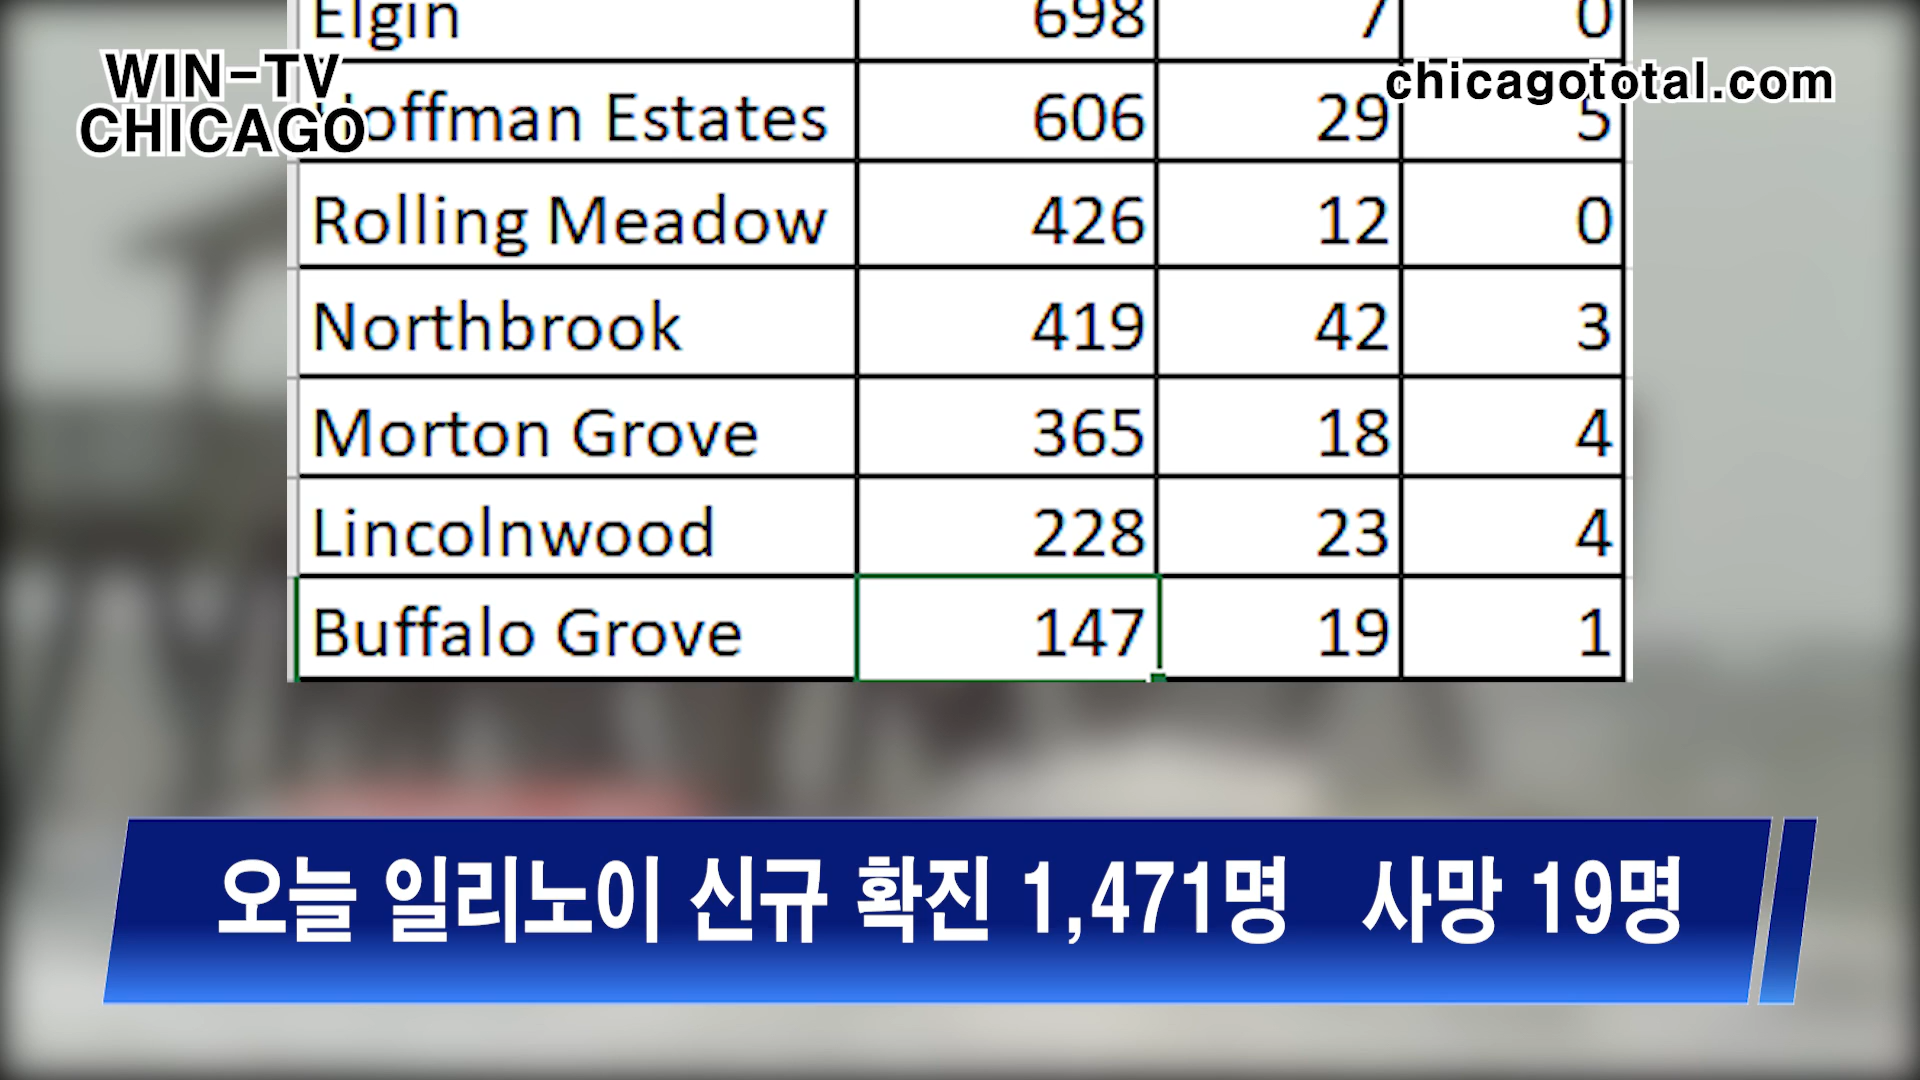 Elgin 698 7 0
WIN-TV
CHICAGO
chicagototal.com
Hoffman Estates 606 29 5
Rolling Meadow 426 12 0
Northbrook 419 42 3
Morton Grove 365 18 4
Lincolnwood 228 23 4
Buffalo Grove 147 19 1
오늘 일리노이 신규 확진 1,471명 사망 19명